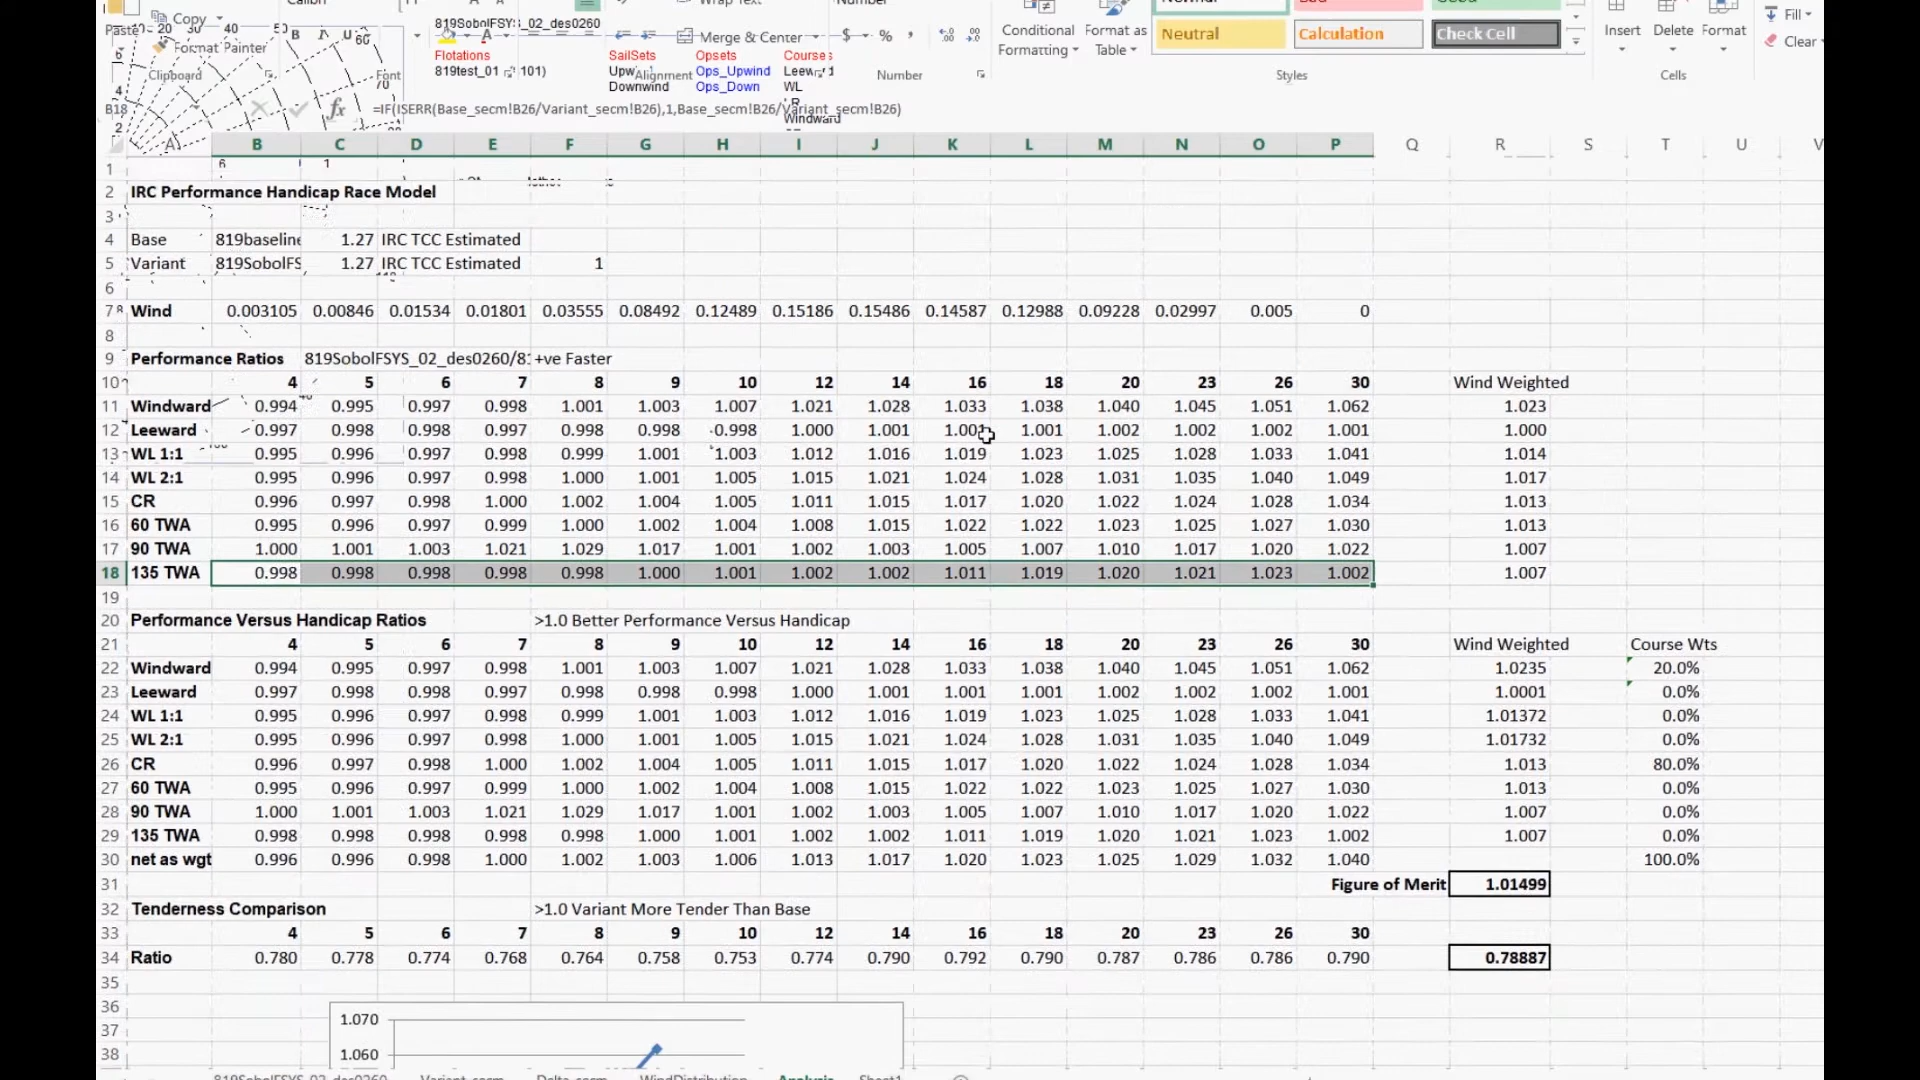 Calibri
Wrap Text
Number
Normal
Bad
Good
Paste
Copy
Format Painter
20 30 40 50 60 70
819SobolFSYS_02_des0260
Merge & Center
$ % ,
Conditional Formatting
Format as Table
Neutral
Calculation
Check Cell
Insert
Delete
Format
Fill
Clear
Flotations
SailSets
Opsets
Courses
819test_01 101)
Ops_Upwind
Leeward
Downwind
Ops_Down
WL
Windward
Clipboard
Font
Alignment
Number
Styles
Cells
B18
fx
=IF(ISERR(Base_secm!B26/Variant_secm!B26),1,Base_secm!B26/Variant_secm!B26)
A B C D E F G H I J K L M N O P Q R S T U V
1
2 IRC Performance Handicap Race Model
3
4 Base 819baseline 1.27 IRC TCC Estimated
5 Variant 819SobolFS 1.27 IRC TCC Estimated 1
6
7 Wind 0.003105 0.00846 0.01534 0.01801 0.03555 0.08492 0.12489 0.15186 0.15486 0.14587 0.12988 0.09228 0.02997 0.005 0
8
9 Performance Ratios 819SobolFSYS_02_des0260/8 +ve Faster
10 4 5 6 7 8 9 10 12 14 16 18 20 23 26 30 Wind Weighted
11 Windward 0.994 0.995 0.997 0.998 1.001 1.003 1.007 1.021 1.028 1.033 1.038 1.040 1.045 1.051 1.062 1.023
12 Leeward 0.997 0.998 0.998 0.997 0.998 0.998 0.998 1.000 1.001 1.001 1.001 1.002 1.002 1.002 1.001 1.000
13 WL 1:1 0.995 0.996 0.997 0.998 0.999 1.001 1.003 1.012 1.016 1.019 1.023 1.025 1.028 1.033 1.041 1.014
14 WL 2:1 0.995 0.996 0.997 0.998 1.000 1.001 1.005 1.015 1.021 1.024 1.028 1.031 1.035 1.040 1.049 1.017
15 CR 0.996 0.997 0.998 1.000 1.002 1.004 1.005 1.011 1.015 1.017 1.020 1.022 1.024 1.028 1.034 1.013
16 60 TWA 0.995 0.996 0.997 0.999 1.000 1.002 1.004 1.008 1.015 1.022 1.022 1.023 1.025 1.027 1.030 1.013
17 90 TWA 1.000 1.001 1.003 1.021 1.029 1.017 1.001 1.002 1.003 1.005 1.007 1.010 1.017 1.020 1.022 1.007
18 135 TWA 0.998 0.998 0.998 0.998 0.998 1.000 1.001 1.002 1.002 1.011 1.019 1.020 1.021 1.023 1.002 1.007
19
20 Performance Versus Handicap Ratios >1.0 Better Performance Versus Handicap
21 4 5 6 7 8 9 10 12 14 16 18 20 23 26 30 Wind Weighted Course Wts
22 Windward 0.994 0.995 0.997 0.998 1.001 1.003 1.007 1.021 1.028 1.033 1.038 1.040 1.045 1.051 1.062 1.0235 20.0%
23 Leeward 0.997 0.998 0.998 0.997 0.998 0.998 0.998 1.000 1.001 1.001 1.001 1.002 1.002 1.002 1.001 1.0001 0.0%
24 WL 1:1 0.995 0.996 0.997 0.998 0.999 1.001 1.003 1.012 1.016 1.019 1.023 1.025 1.028 1.033 1.041 1.01372 0.0%
25 WL 2:1 0.995 0.996 0.997 0.998 1.000 1.001 1.005 1.015 1.021 1.024 1.028 1.031 1.035 1.040 1.049 1.01732 0.0%
26 CR 0.996 0.997 0.998 1.000 1.002 1.004 1.005 1.011 1.015 1.017 1.020 1.022 1.024 1.028 1.034 1.013 80.0%
27 60 TWA 0.995 0.996 0.997 0.999 1.000 1.002 1.004 1.008 1.015 1.022 1.022 1.023 1.025 1.027 1.030 1.013 0.0%
28 90 TWA 1.000 1.001 1.003 1.021 1.029 1.017 1.001 1.002 1.003 1.005 1.007 1.010 1.017 1.020 1.022 1.007 0.0%
29 135 TWA 0.998 0.998 0.998 0.998 0.998 1.000 1.001 1.002 1.002 1.011 1.019 1.020 1.021 1.023 1.002 1.007 0.0%
30 net as wgt 0.996 0.996 0.998 1.000 1.002 1.003 1.006 1.013 1.017 1.020 1.023 1.025 1.029 1.032 1.040 100.0%
31 Figure of Merit 1.01499
32 Tenderness Comparison >1.0 Variant More Tender Than Base
33 4 5 6 7 8 9 10 12 14 16 18 20 23 26 30
34 Ratio 0.780 0.778 0.774 0.768 0.764 0.758 0.753 0.774 0.790 0.792 0.790 0.787 0.786 0.786 0.790 0.78887
35
36
1.070
37
38
1.060
819SobolFSYS_02_des0260 Variant_secm Delta_secm WindDistribution Analysis Sheet1